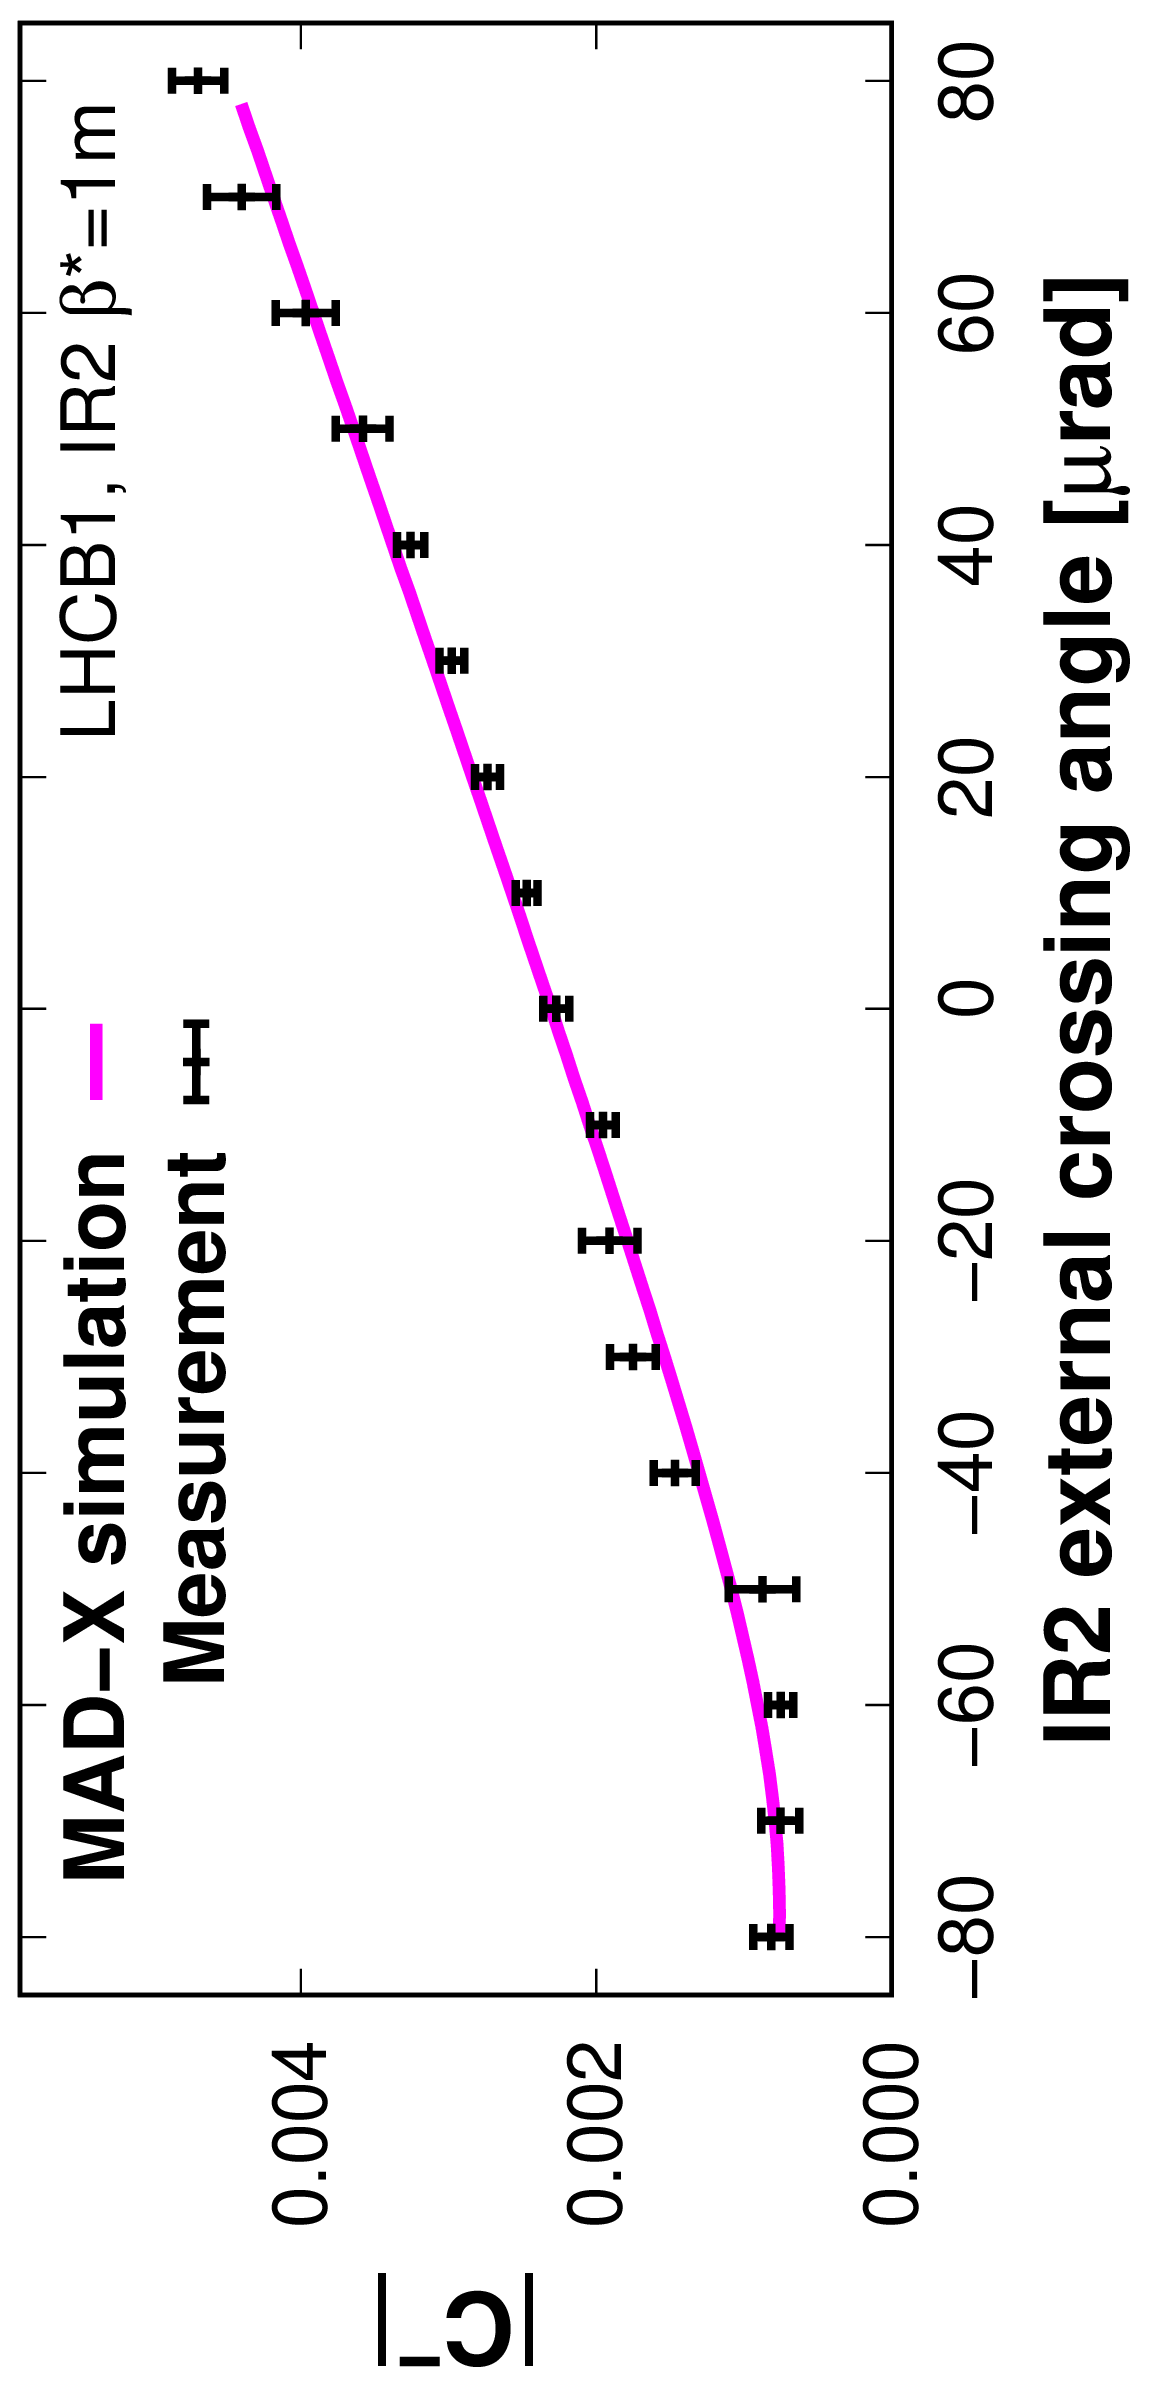 MAD−X simulation
Measurement
LHCB1, IR2 β*=1m
|C⁻|
0.004
0.002
0.000
−80 −60 −40 −20 0 20 40 60 80
IR2 external crossing angle [μrad]